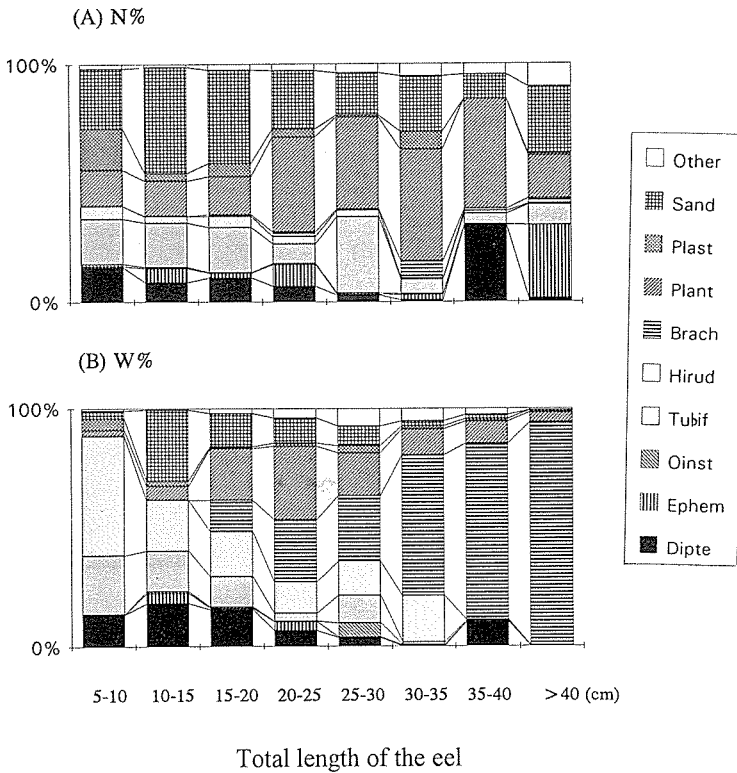 (A) N%
100%
0%
(B) W%
100%
0%
5-10 10-15 15-20 20-25 25-30 30-35 35-40 >40 (cm)
Total length of the eel
Other
Sand
Plast
Plant
Brach
Hirud
Tubif
Oinst
Ephem
Dipte